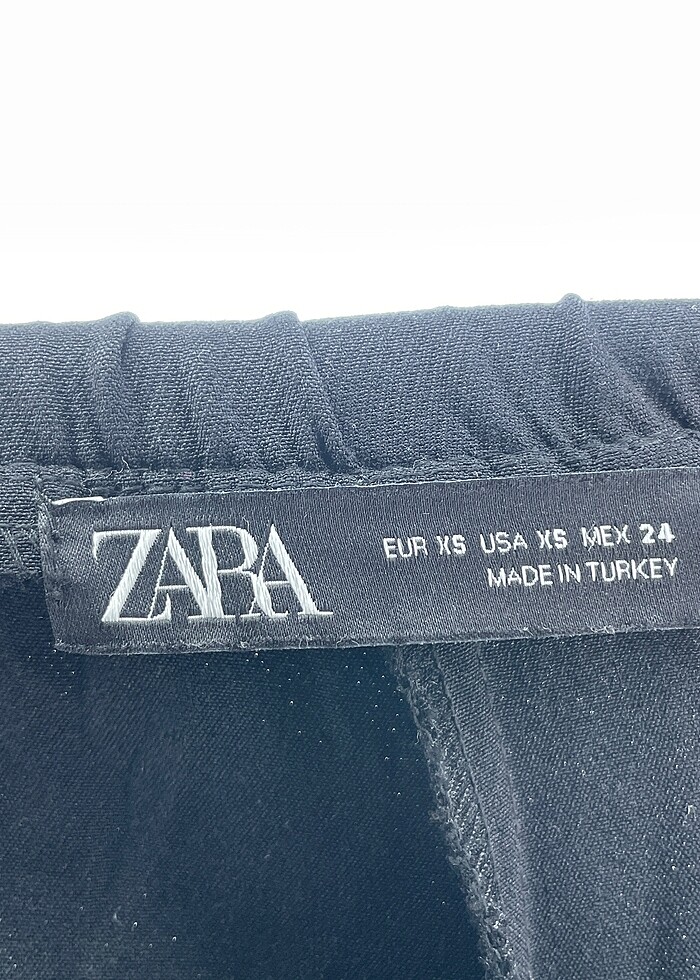 ZARA
EUR XS USA XS MEX 24
MADE IN TURKEY